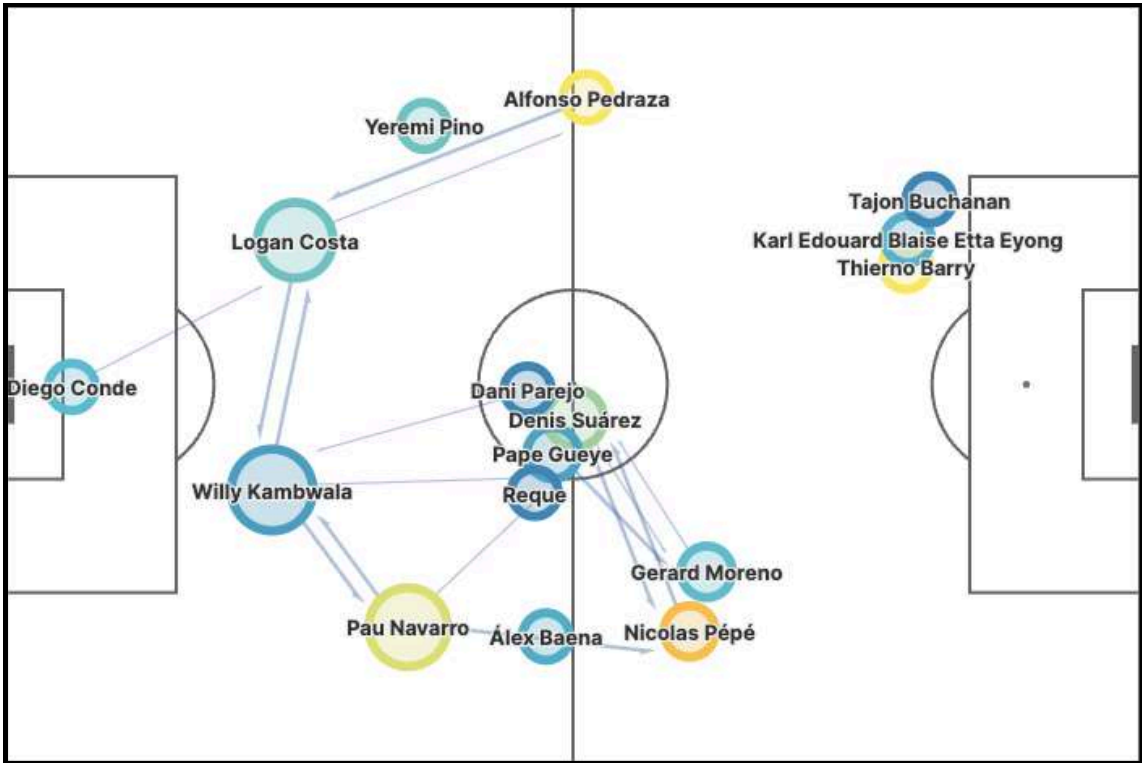 Alfonso Pedraza
Yeremi Pino
Tajon Buchanan
Logan Costa
Karl Edouard Blaise Etta Eyong
Thierno Barry
Diego Conde
Dani Parejo
Denis Suárez
Pape Gueye
Willy Kambwala
Reque
Gerard Moreno
Pau Navarro
Álex Baena
Nicolas Pépé